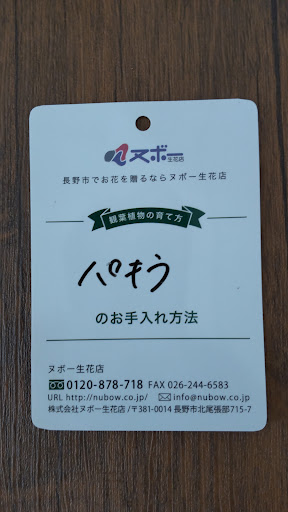 ヌボー生花店
長野市でお花を贈るならヌボー生花店
観葉植物の育て方
パキラ
のお手入れ方法
ヌボー生花店
0120-878-718 FAX 026-244-6583
URL http://nubow.co.jp/ info@nubow.co.jp
株式会社ヌボー生花店/〒381-0014 長野市北尾張部715-7